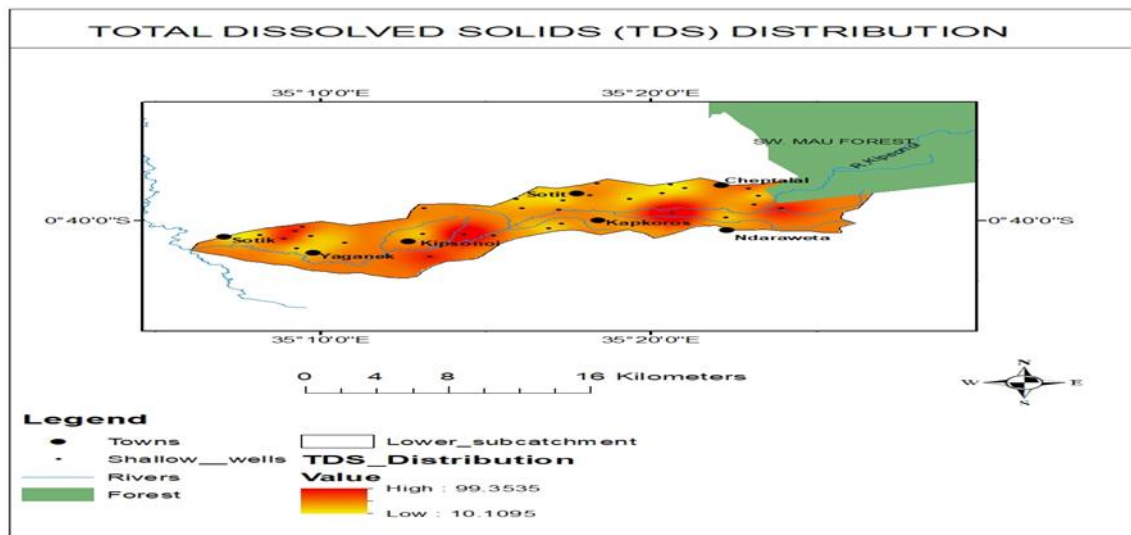 TOTAL DISSOLVED SOLIDS (TDS) DISTRIBUTION
35°10'0"E 35°20'0"E
SW. MAU FOREST
R.Kipsonoi
Cheptalal
Sotit
0°40'0"S 0°40'0"S
Kapkoros
Ndaraweta
Sotik
Kipsonoi
Yaganek
35°10'0"E 35°20'0"E
0 4 8 16 Kilometers
N
W E
S
Legend
Towns
Shallow__wells
Rivers
Forest
Lower_subcatchment
TDS_Distribution
Value
High : 99.3535
Low : 10.1095